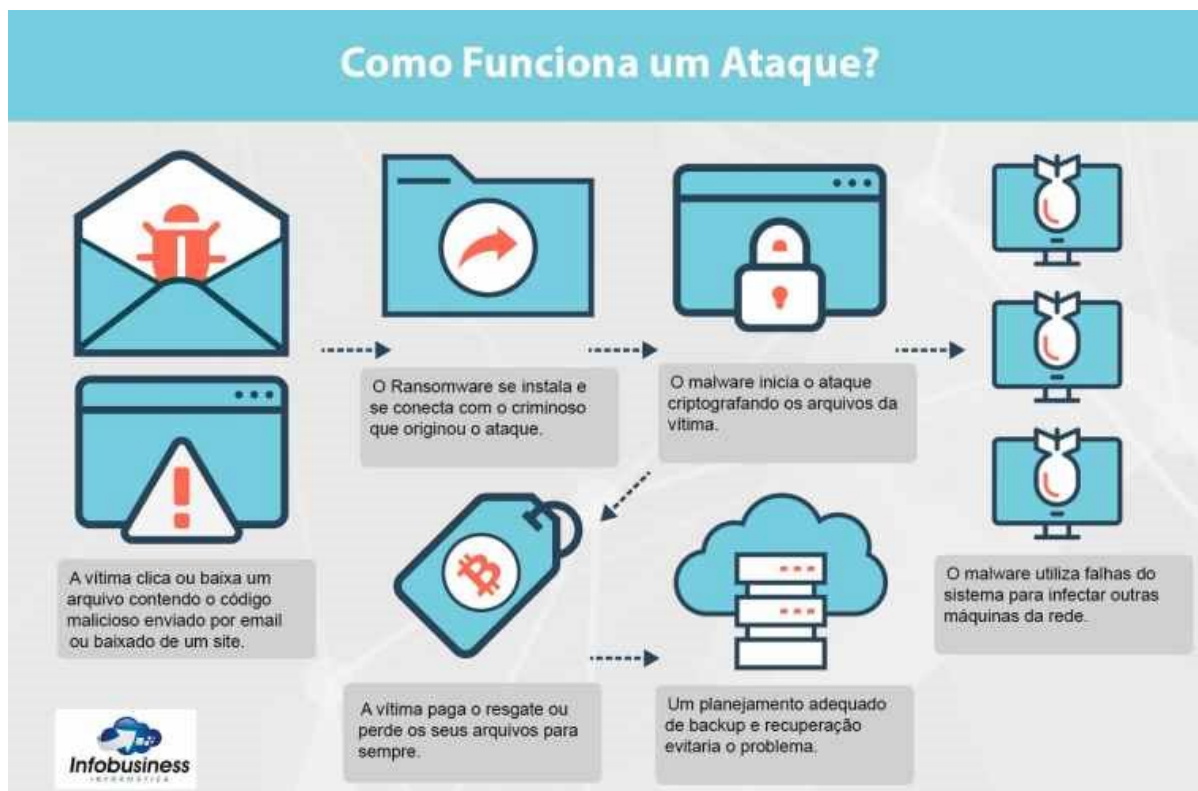 Como Funciona um Ataque?
A vítima clica ou baixa um
arquivo contendo o código
malicioso enviado por email
ou baixado de um site.
O Ransomware se instala e
se conecta com o criminoso
que originou o ataque.
O malware inicia o ataque
criptografando os arquivos da
vítima.
O malware utiliza falhas do
sistema para infectar outras
máquinas da rede.
A vítima paga o resgate ou
perde os seus arquivos para
sempre.
Um planejamento adequado
de backup e recuperação
evitaria o problema.
Infobusiness
INFORMÁTICA